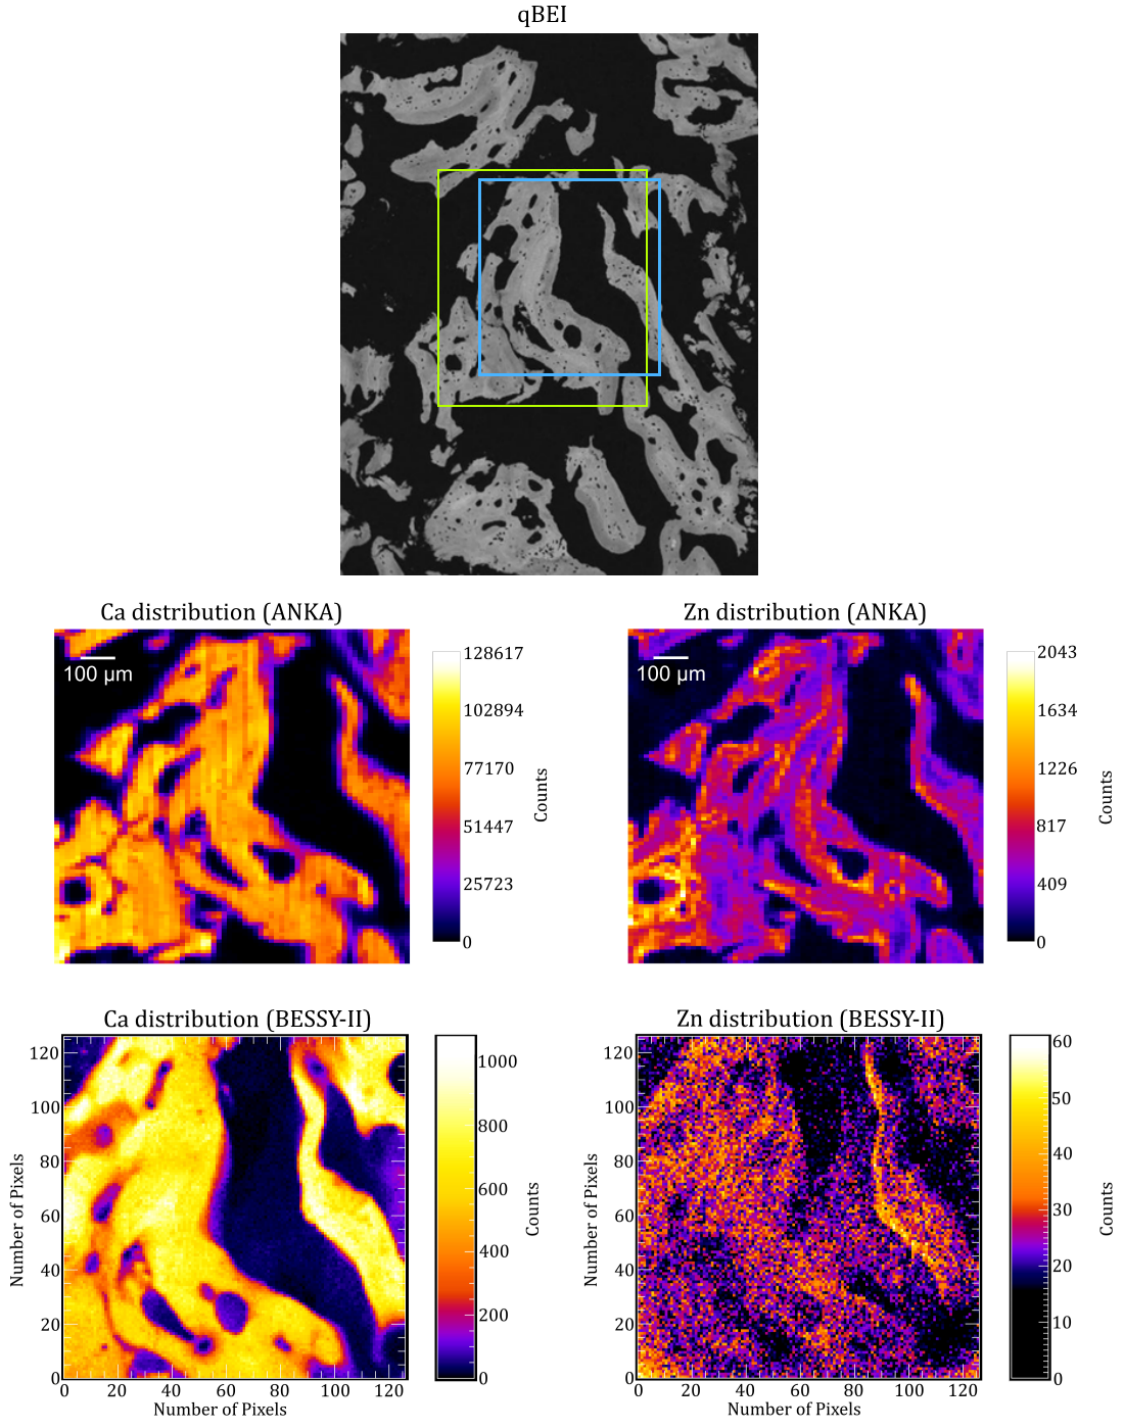 qBEI
Ca distribution (ANKA)
100 µm
128617
102894
77170
51447
25723
0
Counts
Zn distribution (ANKA)
100 µm
2043
1634
1226
817
409
0
Counts
Ca distribution (BESSY-II)
120
100
80
60
40
20
0
Number of Pixels
0 20 40 60 80 100 120
Number of Pixels
1000
800
600
400
200
0
Counts
Zn distribution (BESSY-II)
120
100
80
60
40
20
0
Number of Pixels
0 20 40 60 80 100 120
Number of Pixels
60
50
40
30
20
10
0
Counts